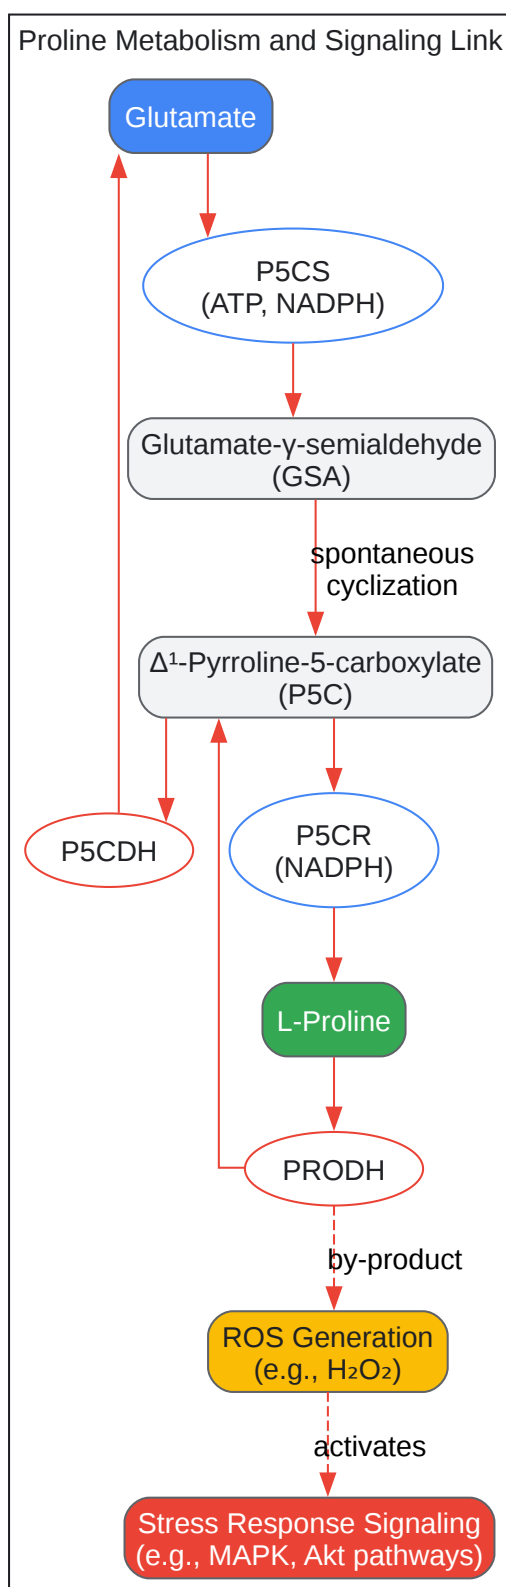 Proline Metabolism and Signaling Link
Glutamate
P5CS
(ATP, NADPH)
Glutamate-γ-semialdehyde
(GSA)
spontaneous
cyclization
Δ¹-Pyrroline-5-carboxylate
(P5C)
P5CDH
P5CR
(NADPH)
L-Proline
PRODH
by-product
ROS Generation
(e.g., H₂O₂)
activates
Stress Response Signaling
(e.g., MAPK, Akt pathways)